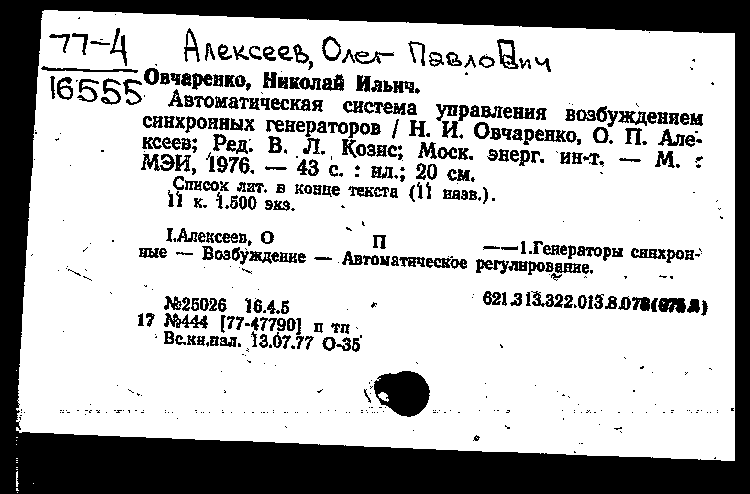 77-4 Алексеев, Олег Павлович
16555
Овчаренко, Николай Ильич.
Автоматическая система управления возбуждением
синхронных генераторов / Н. И. Овчаренко, О. П. Але-
ксеев; Ред. В. Л. Козис; Моск. энерг. ин-т. — М. :
МЭИ, 1976. — 43 с. : ил.; 20 см.
Список лит. в конце текста (11 назв.).
11 к. 1.500 экз.
I.Алексеев, О П ——1.Генераторы синхрон-
ные — Возбуждение — Автоматическое регулирование.
№25026 16.4.5 621.313.322.013.8.078(075.8)
17 №444 [77-47790] п тп
Вс.кн.пал. 13.07.77 О-35